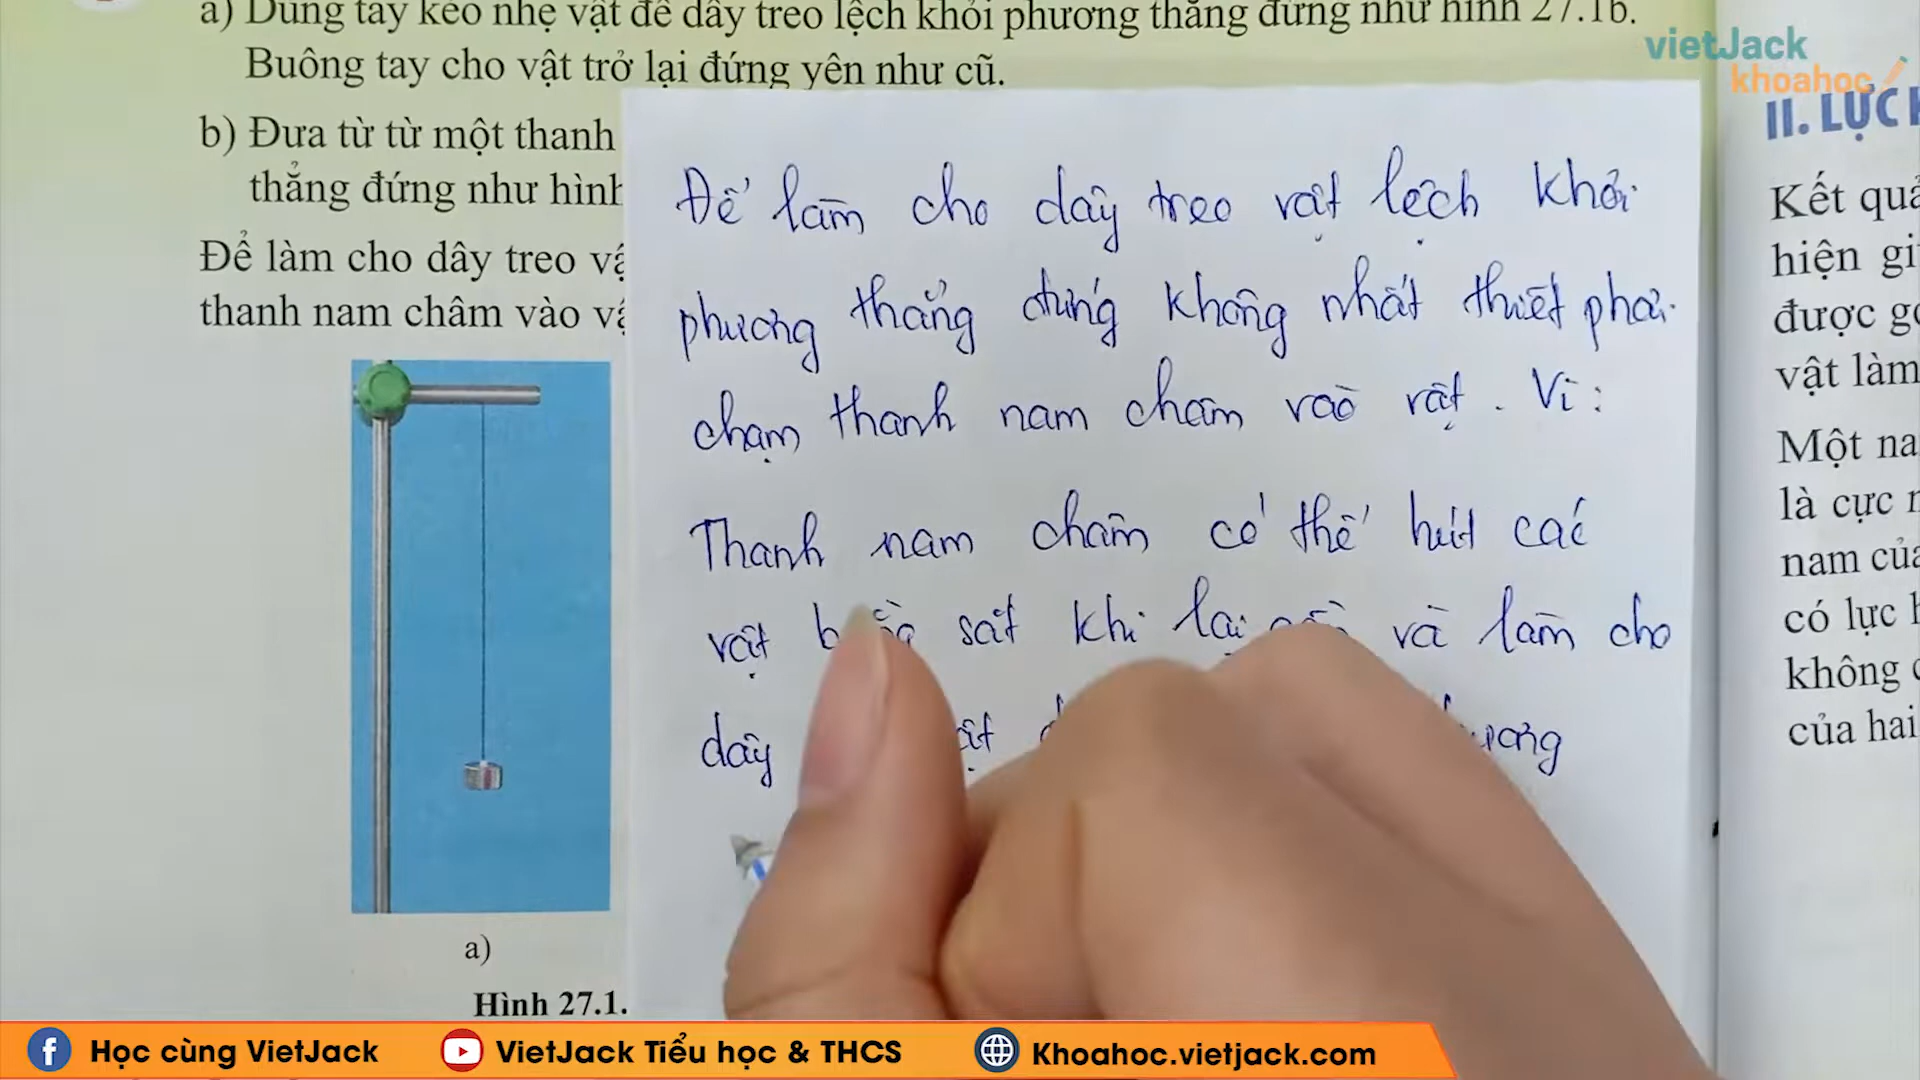 a) Dùng tay kéo nhẹ vật để dây treo lệch khỏi phương thẳng đứng như hình 27.1b.
Buông tay cho vật trở lại đứng yên như cũ.
b) Đưa từ từ một thanh
thẳng đứng như hình
Để làm cho dây treo vậ
thanh nam châm vào vậ
a)
Hình 27.1.
Để làm cho dây treo vật lệch khỏi
phương thẳng đứng không nhất thiết phải
chạm thanh nam châm vào vật. Vì:
Thanh nam châm có thể hút các
vật sắt khi lại và làm cho
dây
vietJack
khoahoc
II. LỰC
Kết quả
hiện gi
được gọ
vật làm
Một na
là cực
nam củ
có lực
không
của hai
Học cùng VietJack
VietJack Tiểu học & THCS
Khoahoc.vietjack.com